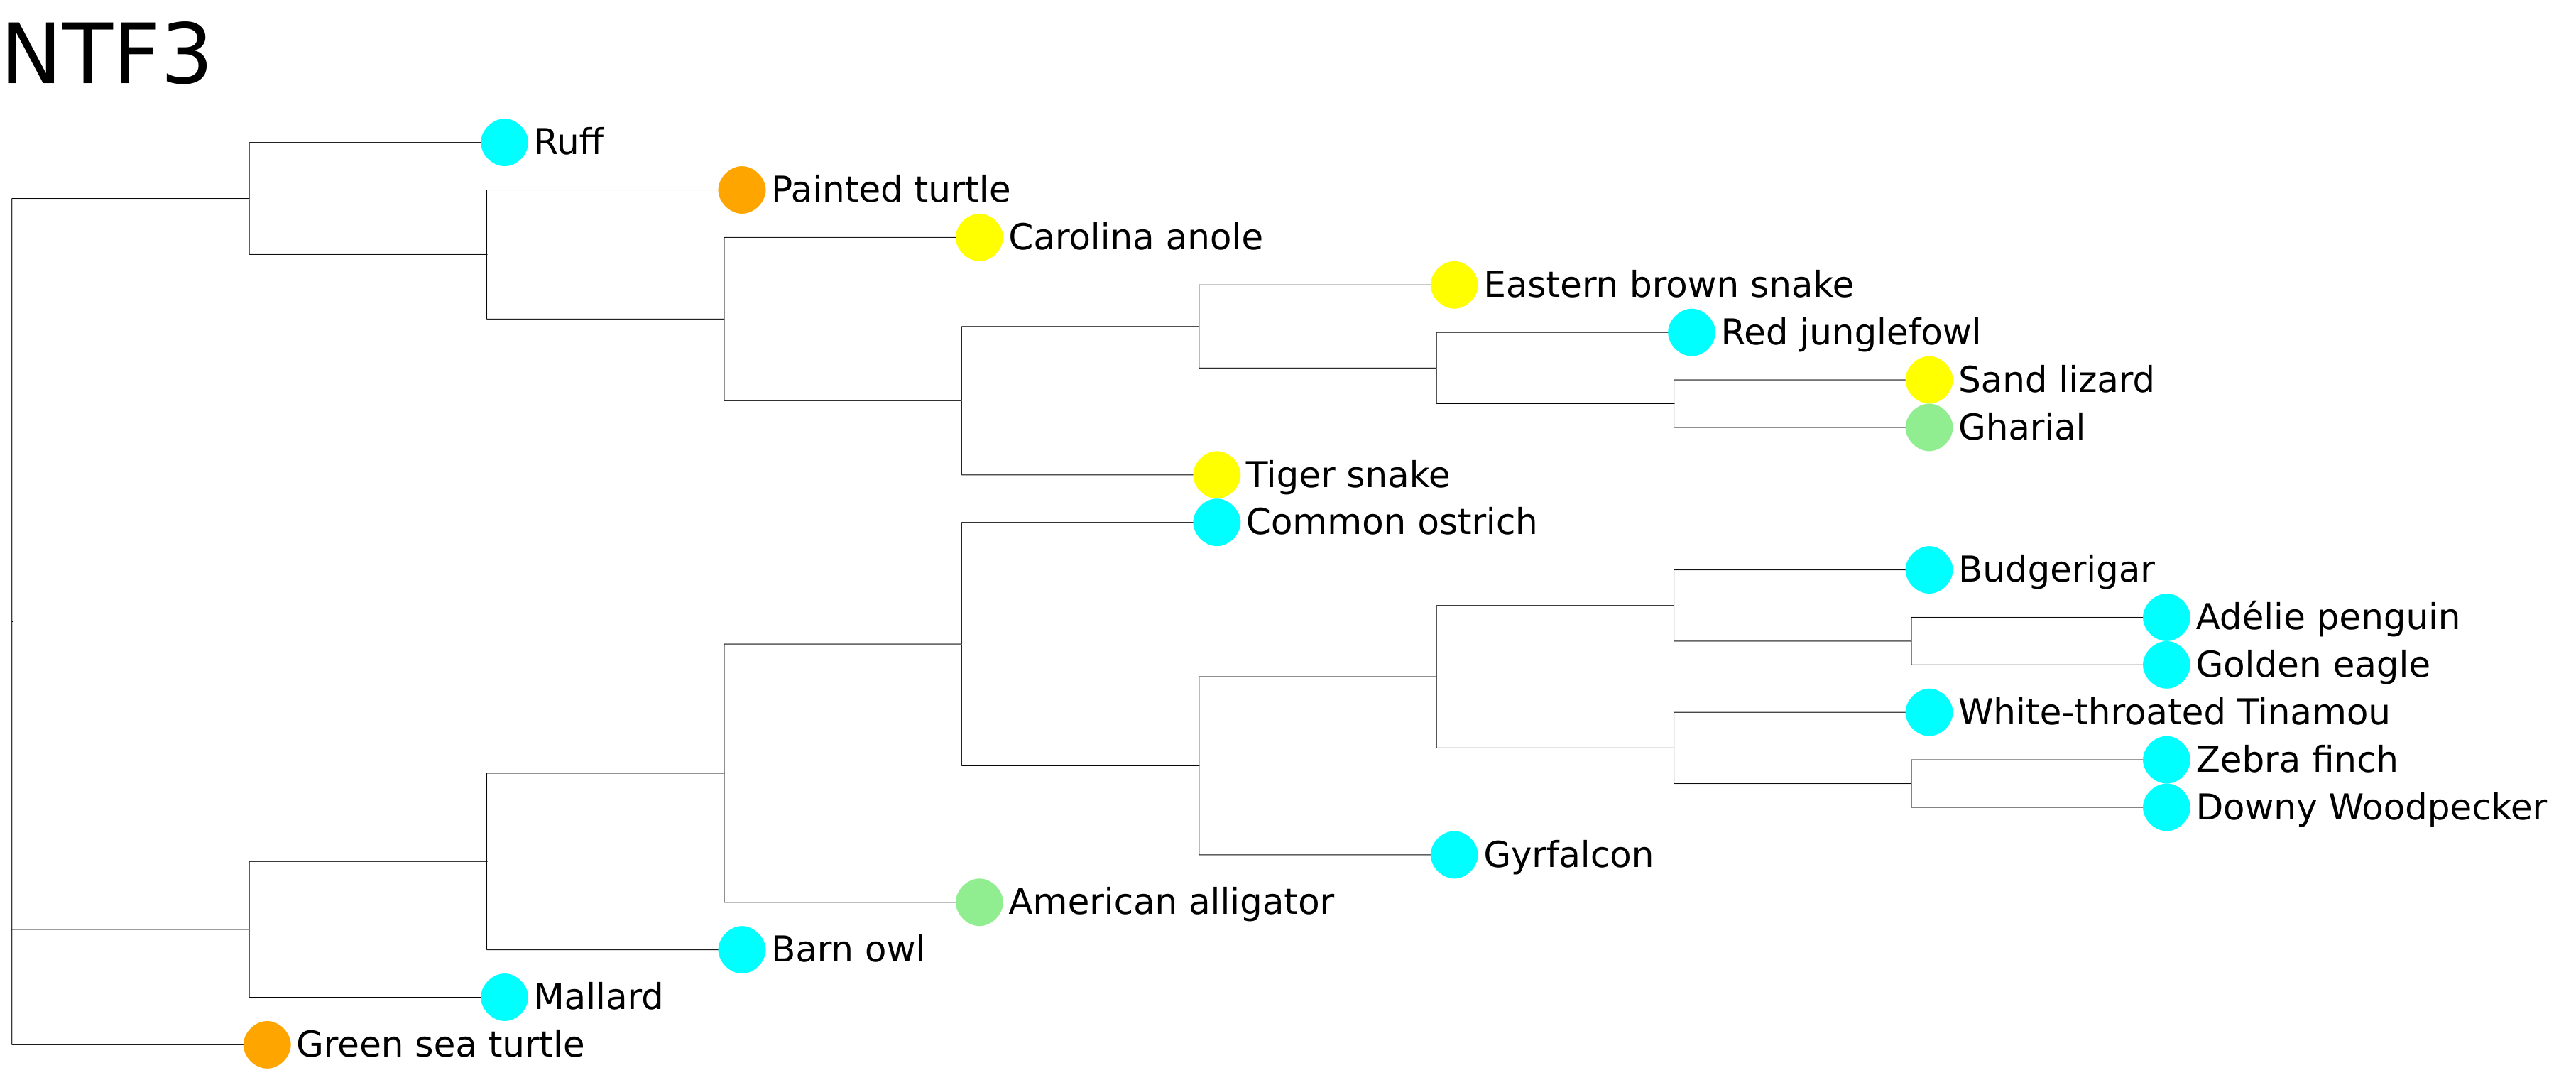 NTF3
Ruff
Painted turtle
Carolina anole
Eastern brown snake
Red junglefowl
Sand lizard
Gharial
Tiger snake
Common ostrich
Budgerigar
Adélie penguin
Golden eagle
White-throated Tinamou
Zebra finch
Downy Woodpecker
Gyrfalcon
American alligator
Barn owl
Mallard
Green sea turtle